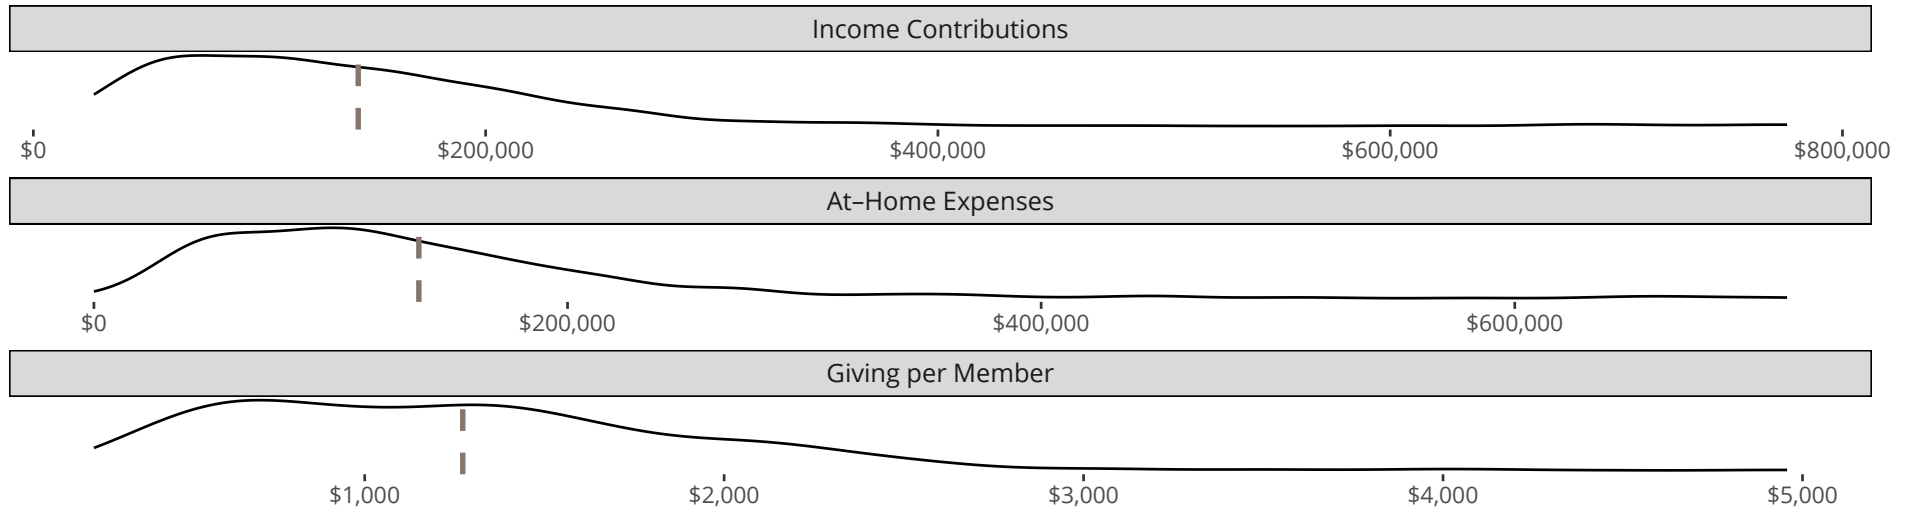 Income Contributions
$0 $200,000 $400,000 $600,000 $800,000
At–Home Expenses
$0 $200,000 $400,000 $600,000
Giving per Member
$1,000 $2,000 $3,000 $4,000 $5,000